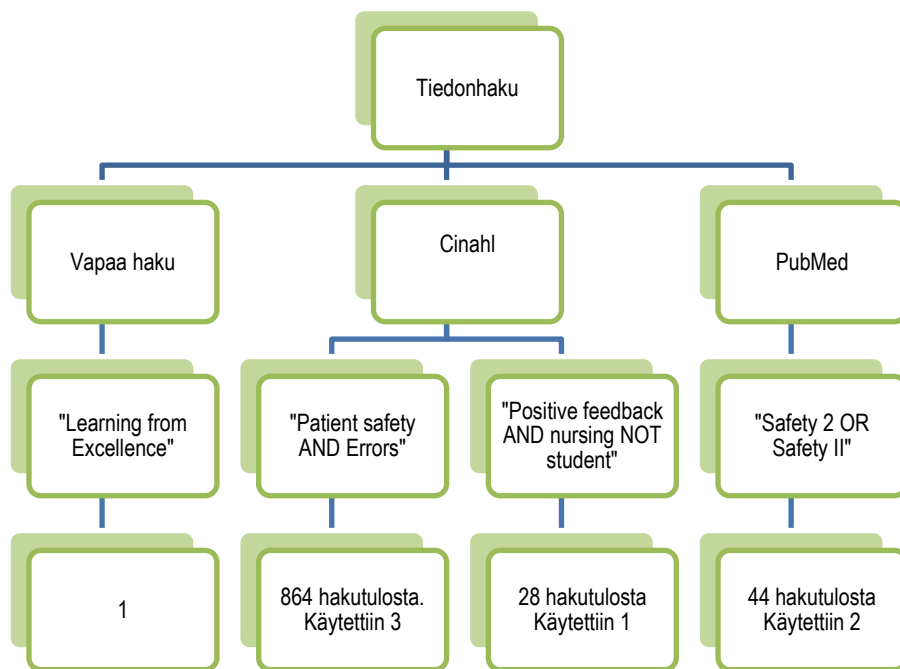 Tiedonhaku
Vapaa haku
Cinahl
PubMed
"Learning from
Excellence"
"Patient safety
AND Errors"
"Positive feedback
AND nursing NOT
student"
"Safety 2 OR
Safety II"
1
864 hakutulosta.
Käytettiin 3
28 hakutulosta
Käytettiin 1
44 hakutulosta
Käytettiin 2